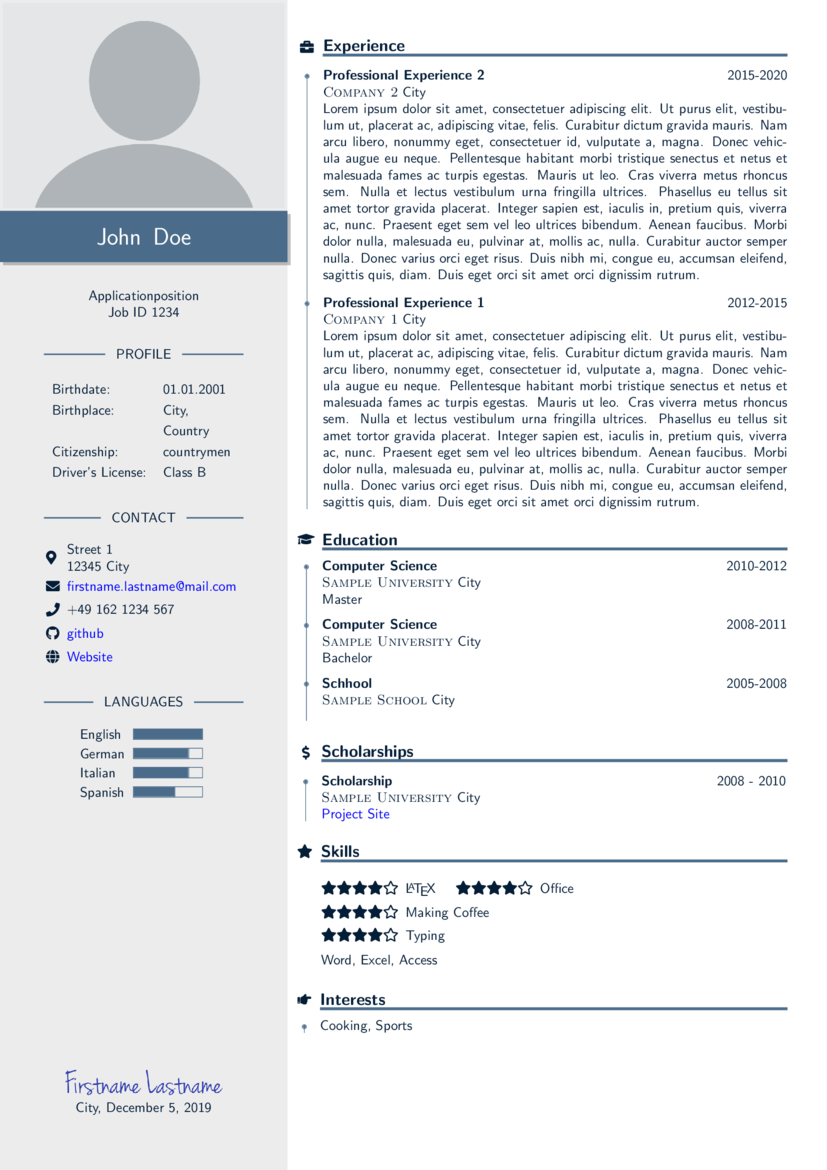 John Doe
Applicationposition
Job ID 1234
PROFILE
Birthdate: 01.01.2001
Birthplace: City,
Country
Citizenship: countrymen
Driver's License: Class B
CONTACT
Street 1
12345 City
firstname.lastname@mail.com
+49 162 1234 567
github
Website
LANGUAGES
English
German
Italian
Spanish
Firstname Lastname
City, December 5, 2019
Experience
Professional Experience 2 2015-2020
Company 2 City
Lorem ipsum dolor sit amet, consectetuer adipiscing elit. Ut purus elit, vestibu-
lum ut, placerat ac, adipiscing vitae, felis. Curabitur dictum gravida mauris. Nam
arcu libero, nonummy eget, consectetuer id, vulputate a, magna. Donec vehic-
ula augue eu neque. Pellentesque habitant morbi tristique senectus et netus et
malesuada fames ac turpis egestas. Mauris ut leo. Cras viverra metus rhoncus
sem. Nulla et lectus vestibulum urna fringilla ultrices. Phasellus eu tellus sit
amet tortor gravida placerat. Integer sapien est, iaculis in, pretium quis, viverra
ac, nunc. Praesent eget sem vel leo ultrices bibendum. Aenean faucibus. Morbi
dolor nulla, malesuada eu, pulvinar at, mollis ac, nulla. Curabitur auctor semper
nulla. Donec varius orci eget risus. Duis nibh mi, congue eu, accumsan eleifend,
sagittis quis, diam. Duis eget orci sit amet orci dignissim rutrum.
Professional Experience 1 2012-2015
Company 1 City
Lorem ipsum dolor sit amet, consectetuer adipiscing elit. Ut purus elit, vestibu-
lum ut, placerat ac, adipiscing vitae, felis. Curabitur dictum gravida mauris. Nam
arcu libero, nonummy eget, consectetuer id, vulputate a, magna. Donec vehic-
ula augue eu neque. Pellentesque habitant morbi tristique senectus et netus et
malesuada fames ac turpis egestas. Mauris ut leo. Cras viverra metus rhoncus
sem. Nulla et lectus vestibulum urna fringilla ultrices. Phasellus eu tellus sit
amet tortor gravida placerat. Integer sapien est, iaculis in, pretium quis, viverra
ac, nunc. Praesent eget sem vel leo ultrices bibendum. Aenean faucibus. Morbi
dolor nulla, malesuada eu, pulvinar at, mollis ac, nulla. Curabitur auctor semper
nulla. Donec varius orci eget risus. Duis nibh mi, congue eu, accumsan eleifend,
sagittis quis, diam. Duis eget orci sit amet orci dignissim rutrum.
Education
Computer Science 2010-2012
Sample University City
Master
Computer Science 2008-2011
Sample University City
Bachelor
Schhool 2005-2008
Sample School City
$ Scholarships
Scholarship 2008 - 2010
Sample University City
Project Site
Skills
LATEX Office
Making Coffee
Typing
Word, Excel, Access
Interests
Cooking, Sports